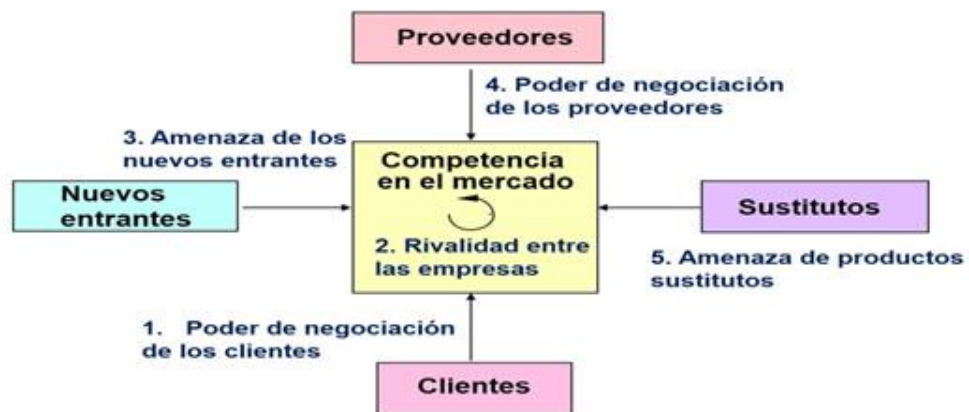 Proveedores
4. Poder de negociación
de los proveedores
3. Amenaza de los
nuevos entrantes
Competencia
en el mercado
Nuevos
entrantes
Sustitutos
2. Rivalidad entre
las empresas
5. Amenaza de productos
sustitutos
1. Poder de negociación
de los clientes
Clientes